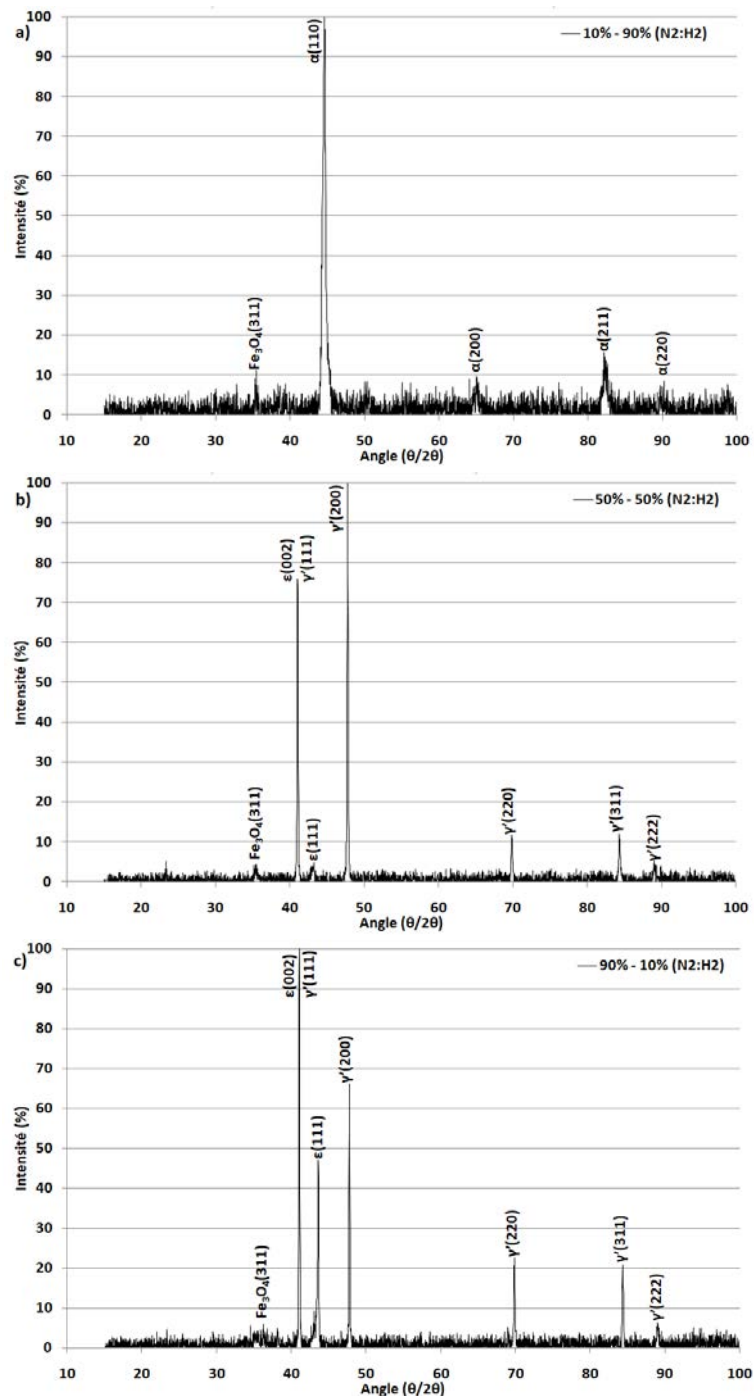 a)
10% - 90% (N2:H2)
Intensité (%)
100
90
80
70
60
50
40
30
20
10
0
α(110)
Fe₃O₄(311)
α(200)
α(211)
α(220)
10 20 30 40 50 60 70 80 90 100
Angle (θ/2θ)
b)
50% - 50% (N2:H2)
Intensité (%)
100
90
80
70
60
50
40
30
20
10
0
Fe₃O₄(311)
ε(002)
γ'(111)
ε(111)
γ'(200)
γ'(220)
γ'(311)
γ'(222)
10 20 30 40 50 60 70 80 90 100
Angle (θ/2θ)
c)
90% - 10% (N2:H2)
Intensité (%)
100
90
80
70
60
50
40
30
20
10
0
Fe₃O₄(311)
ε(002)
γ'(111)
ε(111)
γ'(200)
γ'(220)
γ'(311)
γ'(222)
10 20 30 40 50 60 70 80 90 100
Angle (θ/2θ)